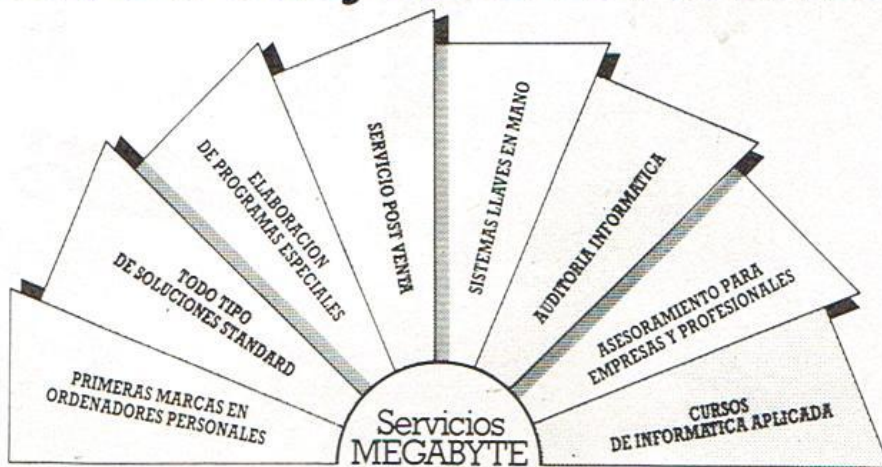 PRIMERAS MARCAS EN
ORDENADORES PERSONALES
TODO TIPO
DE SOLUCIONES STANDARD
ELABORACION
DE PROGRAMAS ESPECIALES
SERVICIO POST VENTA
SISTEMAS LLAVES EN MANO
AUDITORIA INFORMATICA
ASESORAMIENTO PARA
EMPRESAS Y PROFESIONALES
CURSOS
DE INFORMATICA APLICADA
Servicios
MEGABYTE